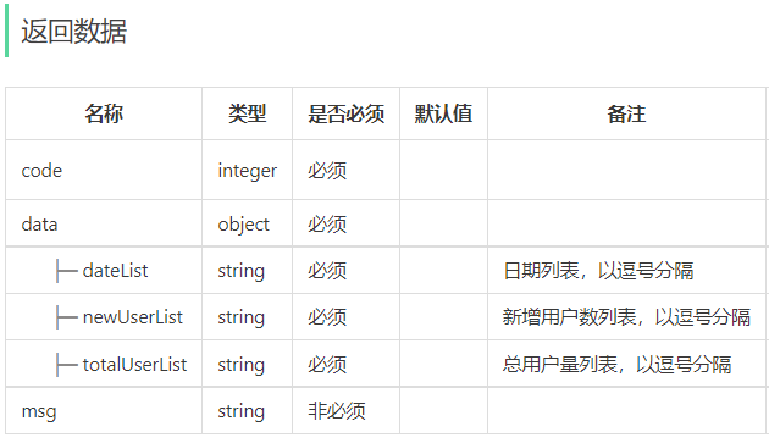 返回数据
名称 类型 是否必须 默认值 备注
code integer 必须
data object 必须
├─ dateList string 必须 日期列表，以逗号分隔
├─ newUserList string 必须 新增用户数列表，以逗号分隔
├─ totalUserList string 必须 总用户量列表，以逗号分隔
msg string 非必须